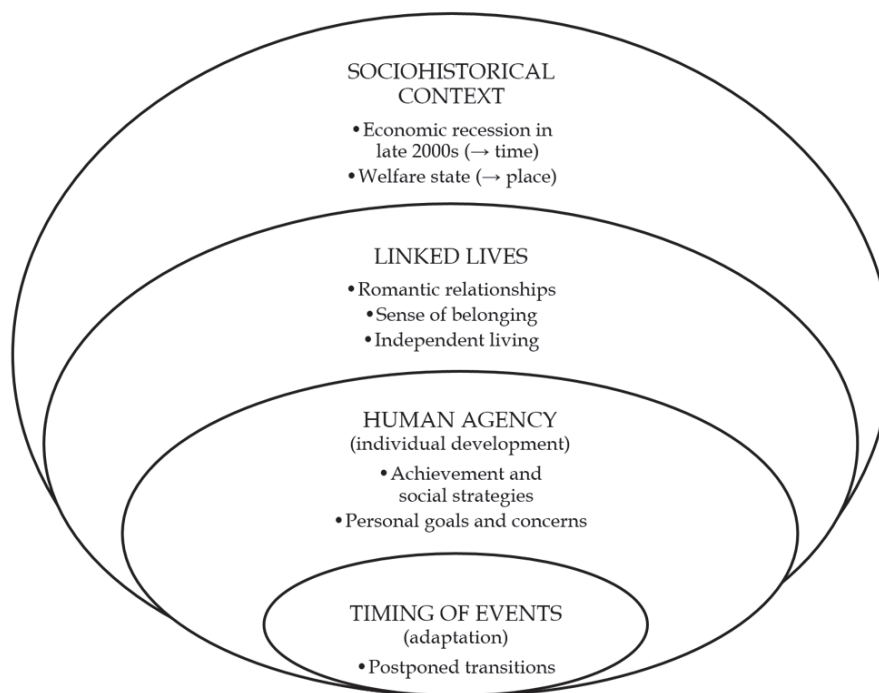 SOCIOHISTORICAL
CONTEXT
•Economic recession in
late 2000s (→ time)
•Welfare state (→ place)
LINKED LIVES
•Romantic relationships
•Sense of belonging
•Independent living
HUMAN AGENCY
(individual development)
•Achievement and
social strategies
•Personal goals and concerns
TIMING OF EVENTS
(adaptation)
•Postponed transitions